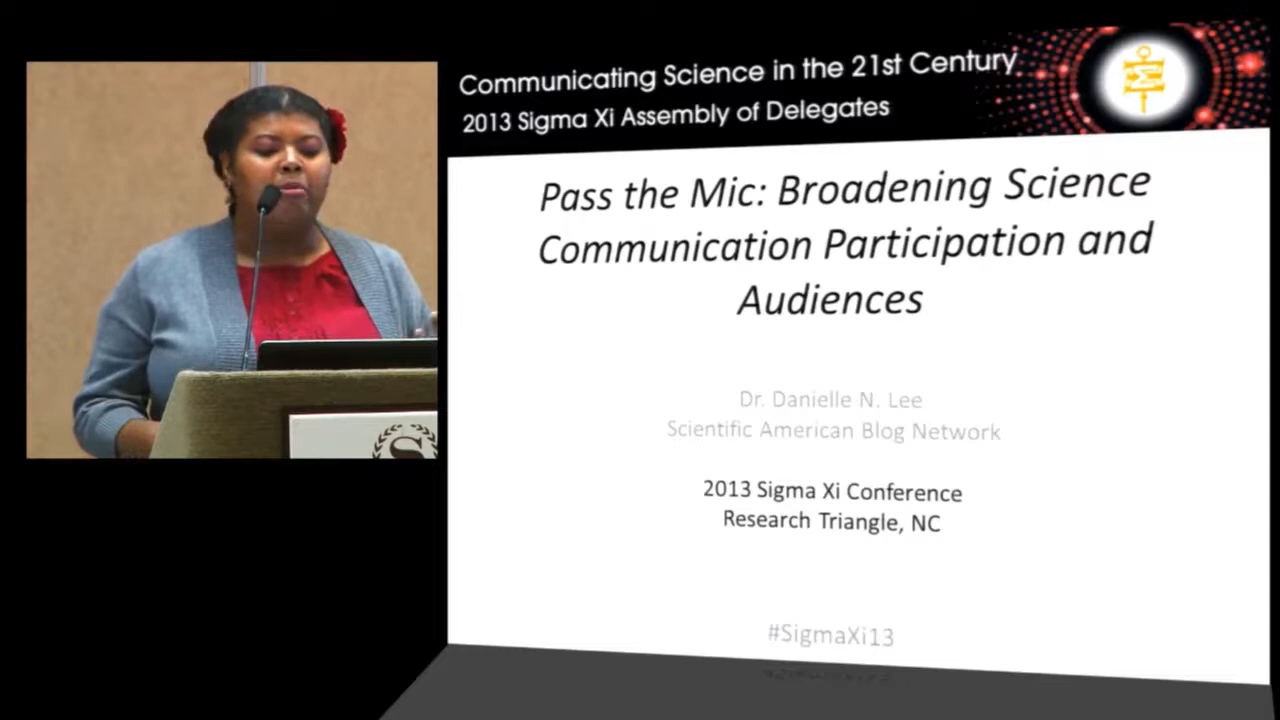 Communicating Science in the 21st Century
2013 Sigma Xi Assembly of Delegates
Pass the Mic: Broadening Science
Communication Participation and
Audiences
Dr. Danielle N. Lee
Scientific American Blog Network
2013 Sigma Xi Conference
Research Triangle, NC
#SigmaXi13
S